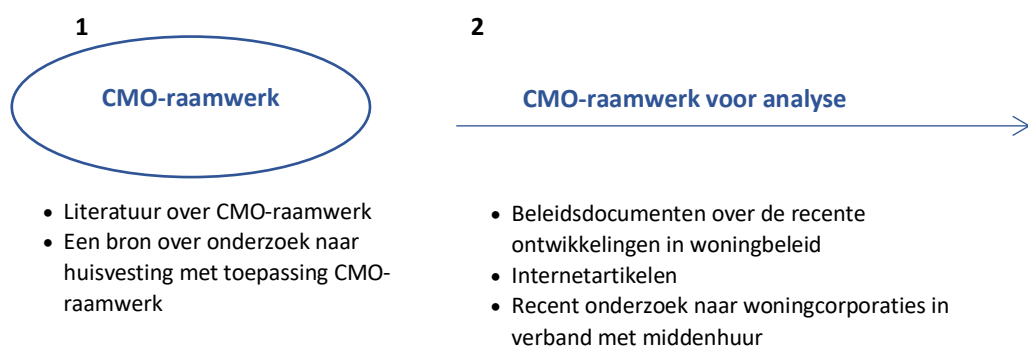 1
CMO-raamwerk
• Literatuur over CMO-raamwerk
• Een bron over onderzoek naar
huisvesting met toepassing CMO-
raamwerk
2
CMO-raamwerk voor analyse
• Beleidsdocumenten over de recente
ontwikkelingen in woningbeleid
• Internetartikelen
• Recent onderzoek naar woningcorporaties in
verband met middenhuur